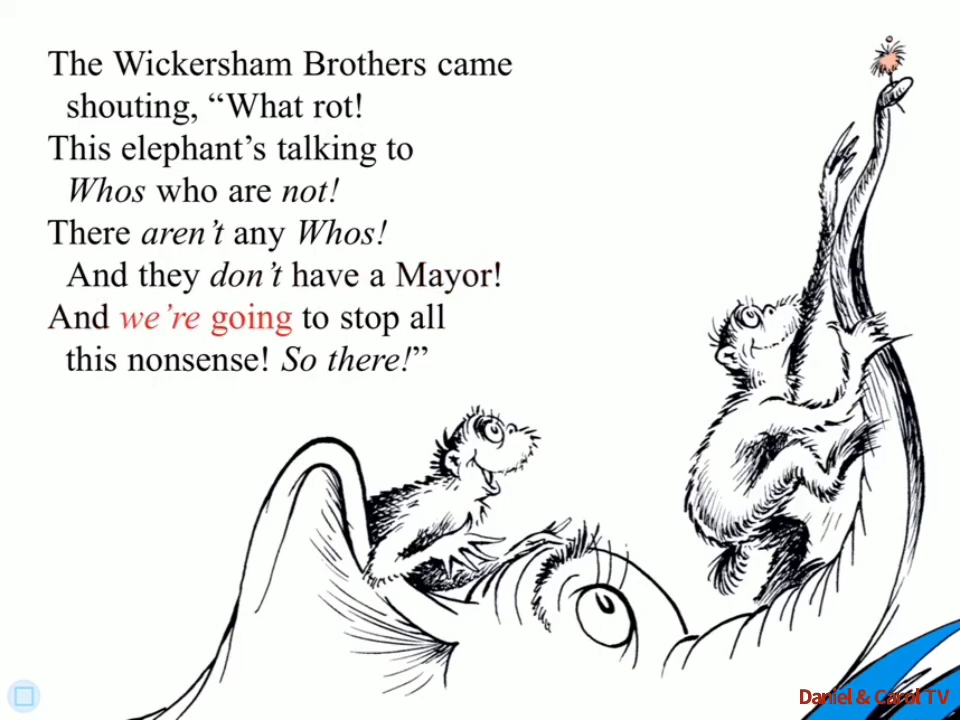 The Wickersham Brothers came
shouting, “What rot!
This elephant’s talking to
Whos who are not!
There aren’t any Whos!
And they don’t have a Mayor!
And we’re going to stop all
this nonsense! So there!”
Daniel & Carol TV